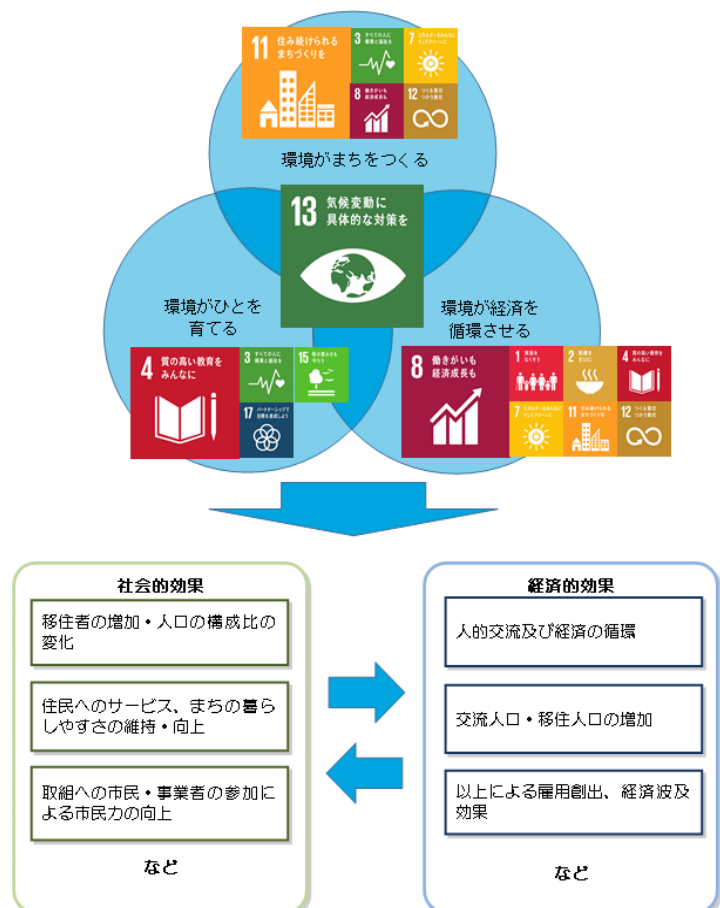 11 住み続けられる
まちづくりを
3 すべての人に
健康と福祉を
7 エネルギーをみんなに
そしてクリーンに
8 働きがいも
経済成長も
12 つくる責任
つかう責任
環境がまちをつくる
13 気候変動に
具体的な対策を
環境がひとを
育てる
環境が経済を
循環させる
4 質の高い教育を
みんなに
3 すべての人に
健康と福祉を
15 陸の豊かさも
守ろう
17 パートナーシップで
目標を達成しよう
8 働きがいも
経済成長も
1 貧困を
なくそう
2 飢餓を
ゼロに
4 質の高い教育を
みんなに
7 エネルギーをみんなに
そしてクリーンに
11 住み続けられる
まちづくりを
12 つくる責任
つかう責任
社会的効果
移住者の増加・人口の構成比の
変化
住民へのサービス、まちの暮ら
しやすさの維持・向上
取組への市民・事業者の参加に
よる市民力の向上
など
経済的効果
人的交流及び経済の循環
交流人口・移住人口の増加
以上による雇用創出、経済波及
効果
など